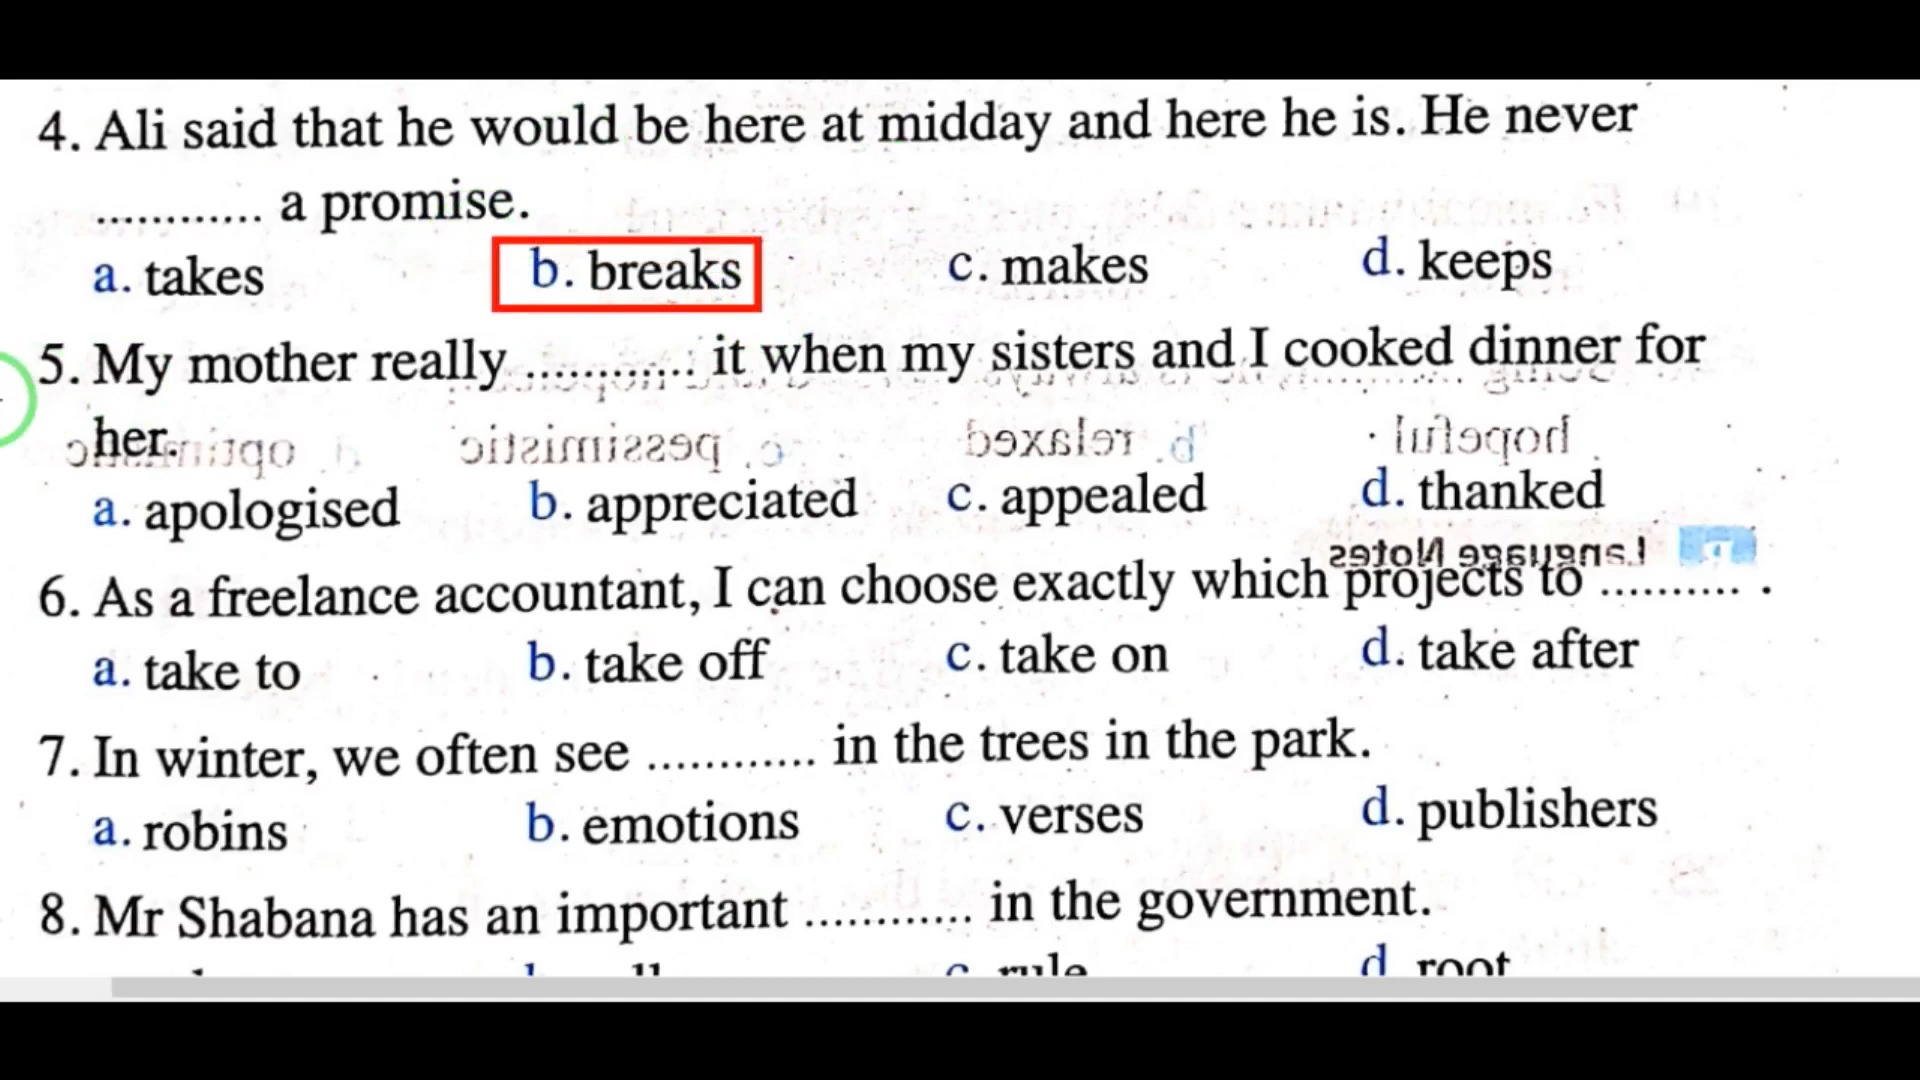 4. Ali said that he would be here at midday and here he is. He never
............ a promise.
a. takes b. breaks c. makes d. keeps
5. My mother really ............ it when my sisters and I cooked dinner for
her.
a. apologised b. appreciated c. appealed d. thanked
6. As a freelance accountant, I can choose exactly which projects to .......... .
a. take to b. take off c. take on d. take after
7. In winter, we often see ............ in the trees in the park.
a. robins b. emotions c. verses d. publishers
8. Mr Shabana has an important ............ in the government.
c. rule d. root